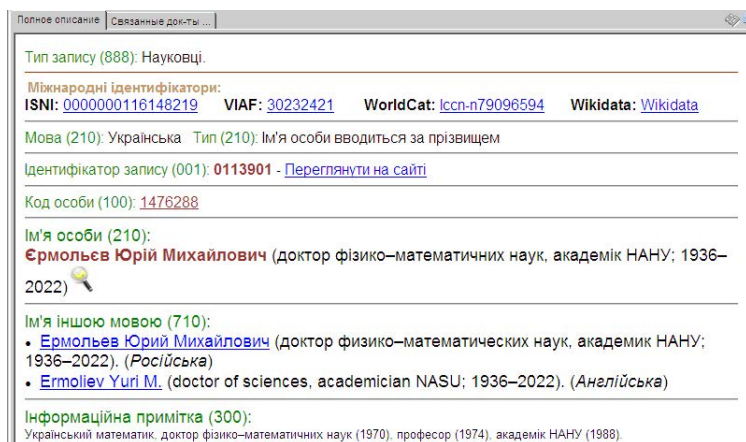 Полное описание Связанные док-ты ...
Тип запису (888): Науковці.
Міжнародні ідентифікатори:
ISNI: 0000000116148219 VIAF: 30232421 WorldCat: lccn-n79096594 Wikidata: Wikidata
Мова (210): Українська Тип (210): Ім'я особи вводиться за прізвищем
Ідентифікатор запису (001): 0113901 - Переглянути на сайті
Код особи (100): 1476288
Ім'я особи (210):
Єрмольєв Юрій Михайлович (доктор фізико–математичних наук, академік НАНУ; 1936–
2022)
Ім'я іншою мовою (710):
• Ермольев Юрий Михайлович (доктор физико–математических наук, академик НАНУ;
1936–2022). (Російська)
• Ermoliev Yuri M. (doctor of sciences, academician NASU; 1936–2022). (Англійська)
Інформаційна примітка (300):
Український математик, доктор фізико–математичних наук (1970), професор (1974), академік НАНУ (1988).